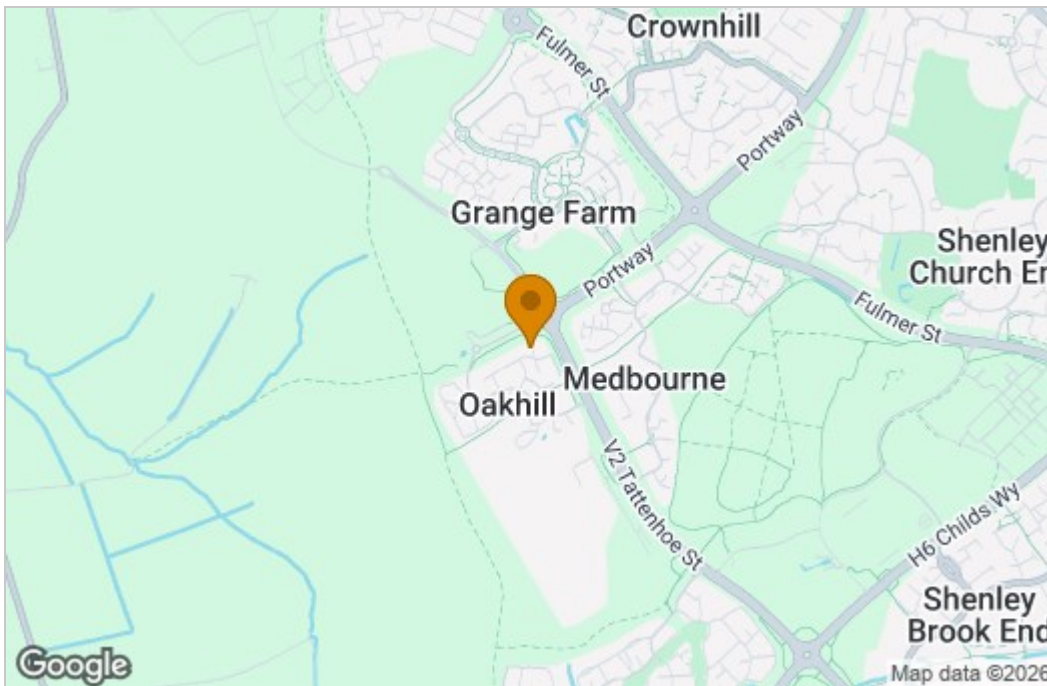 Crownhill
Fulmer St
Portway
Grange Farm
Shenley
Church En
Portway
Fulmer St
Medbourne
Oakhill
V2 Tattenhoe St
H6 Childs Wy
Shenley
Brook End
Google
Map data ©2026